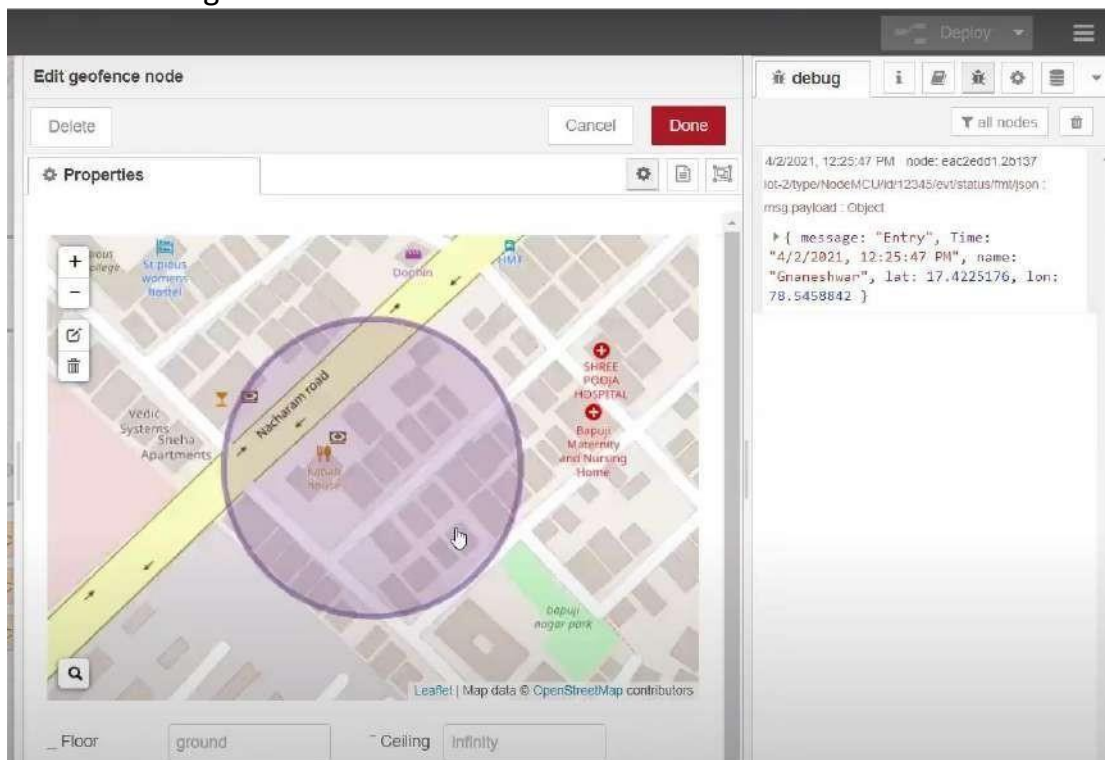 Deploy
Edit geofence node
Delete
Cancel
Done
Properties
debug
i
all nodes
4/2/2021, 12:25:47 PM node: eac2edd1.2b137
iot-2/type/NodeMCU/id/12345/evt/status/fmt/json :
msg.payload : Object
{ message: "Entry", Time:
"4/2/2021, 12:25:47 PM", name:
"Gnaneshwar", lat: 17.4225176, lon:
78.5458842 }
+
−
St pious
womens
hostel
HMT
Nacharam road
SHREE
POOJA
HOSPITAL
Bapuji
Maternity
and Nursing
Home
Vedic
Systems
Sneha
Apartments
House
bapuji
nagar park
Leaflet | Map data © OpenStreetMap contributors
Floor
ground
Ceiling
infinity